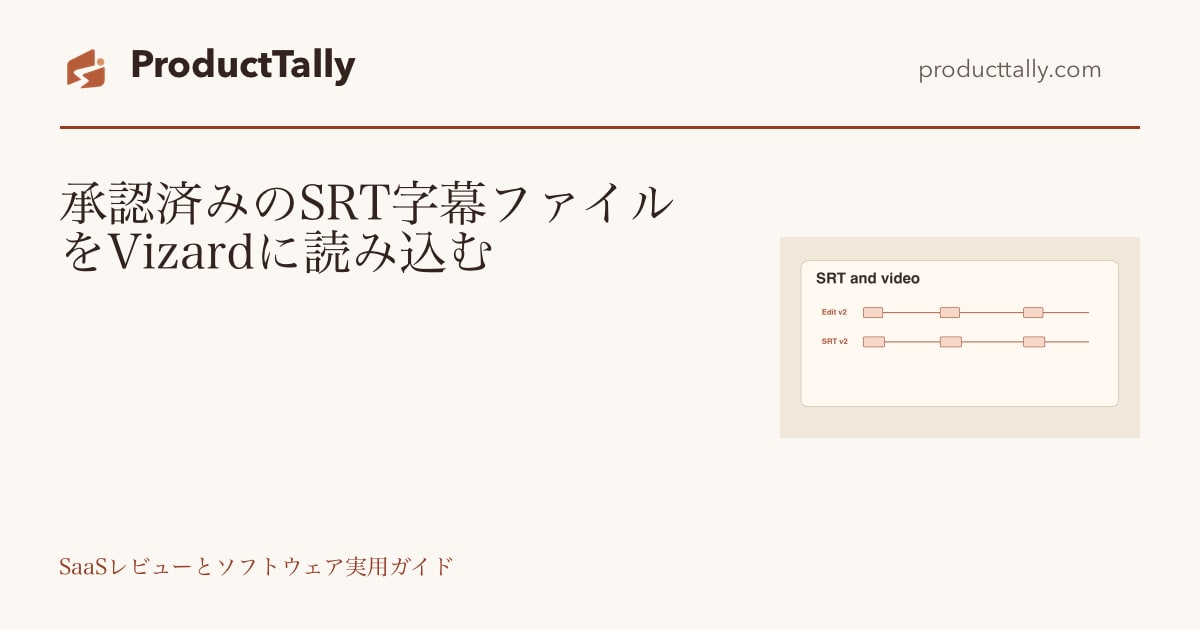 ProductTally
producttally.com
承認済みのSRT字幕ファイル
をVizardに読み込む
SRT and video
Edit v2
SRT v2
SaaSレビューとソフトウェア実用ガイド